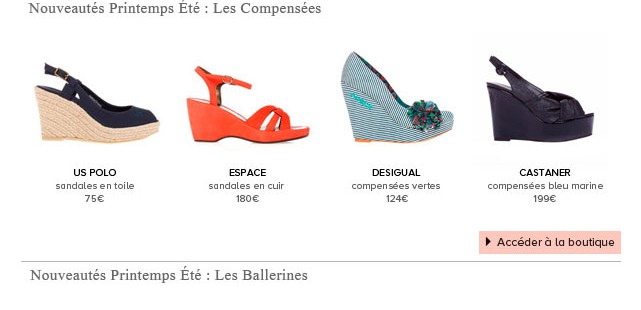 Nouveautés Printemps Été : Les Compensées
US POLO
sandales en toile
75€
ESPACE
sandales en cuir
180€
DESIGUAL
compensées vertes
124€
CASTANER
compensées bleu marine
199€
Accéder à la boutique
Nouveautés Printemps Été : Les Ballerines